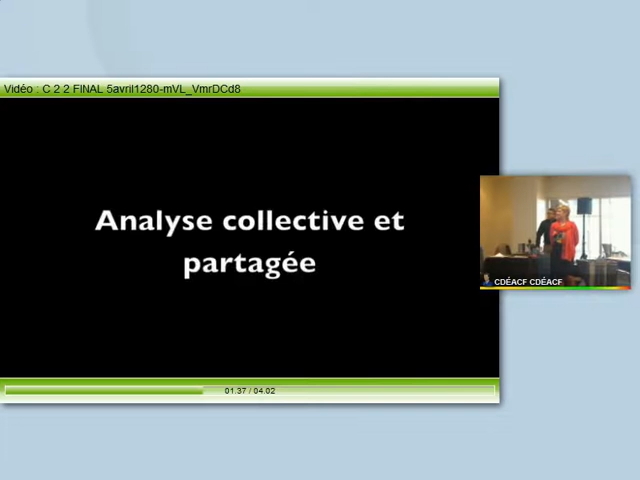 Vidéo : C 2 2 FINAL 5avril1280-mVL_VmrDCd8
Analyse collective et
partagée
CDÉACF CDÉACF
01.37 / 04.02